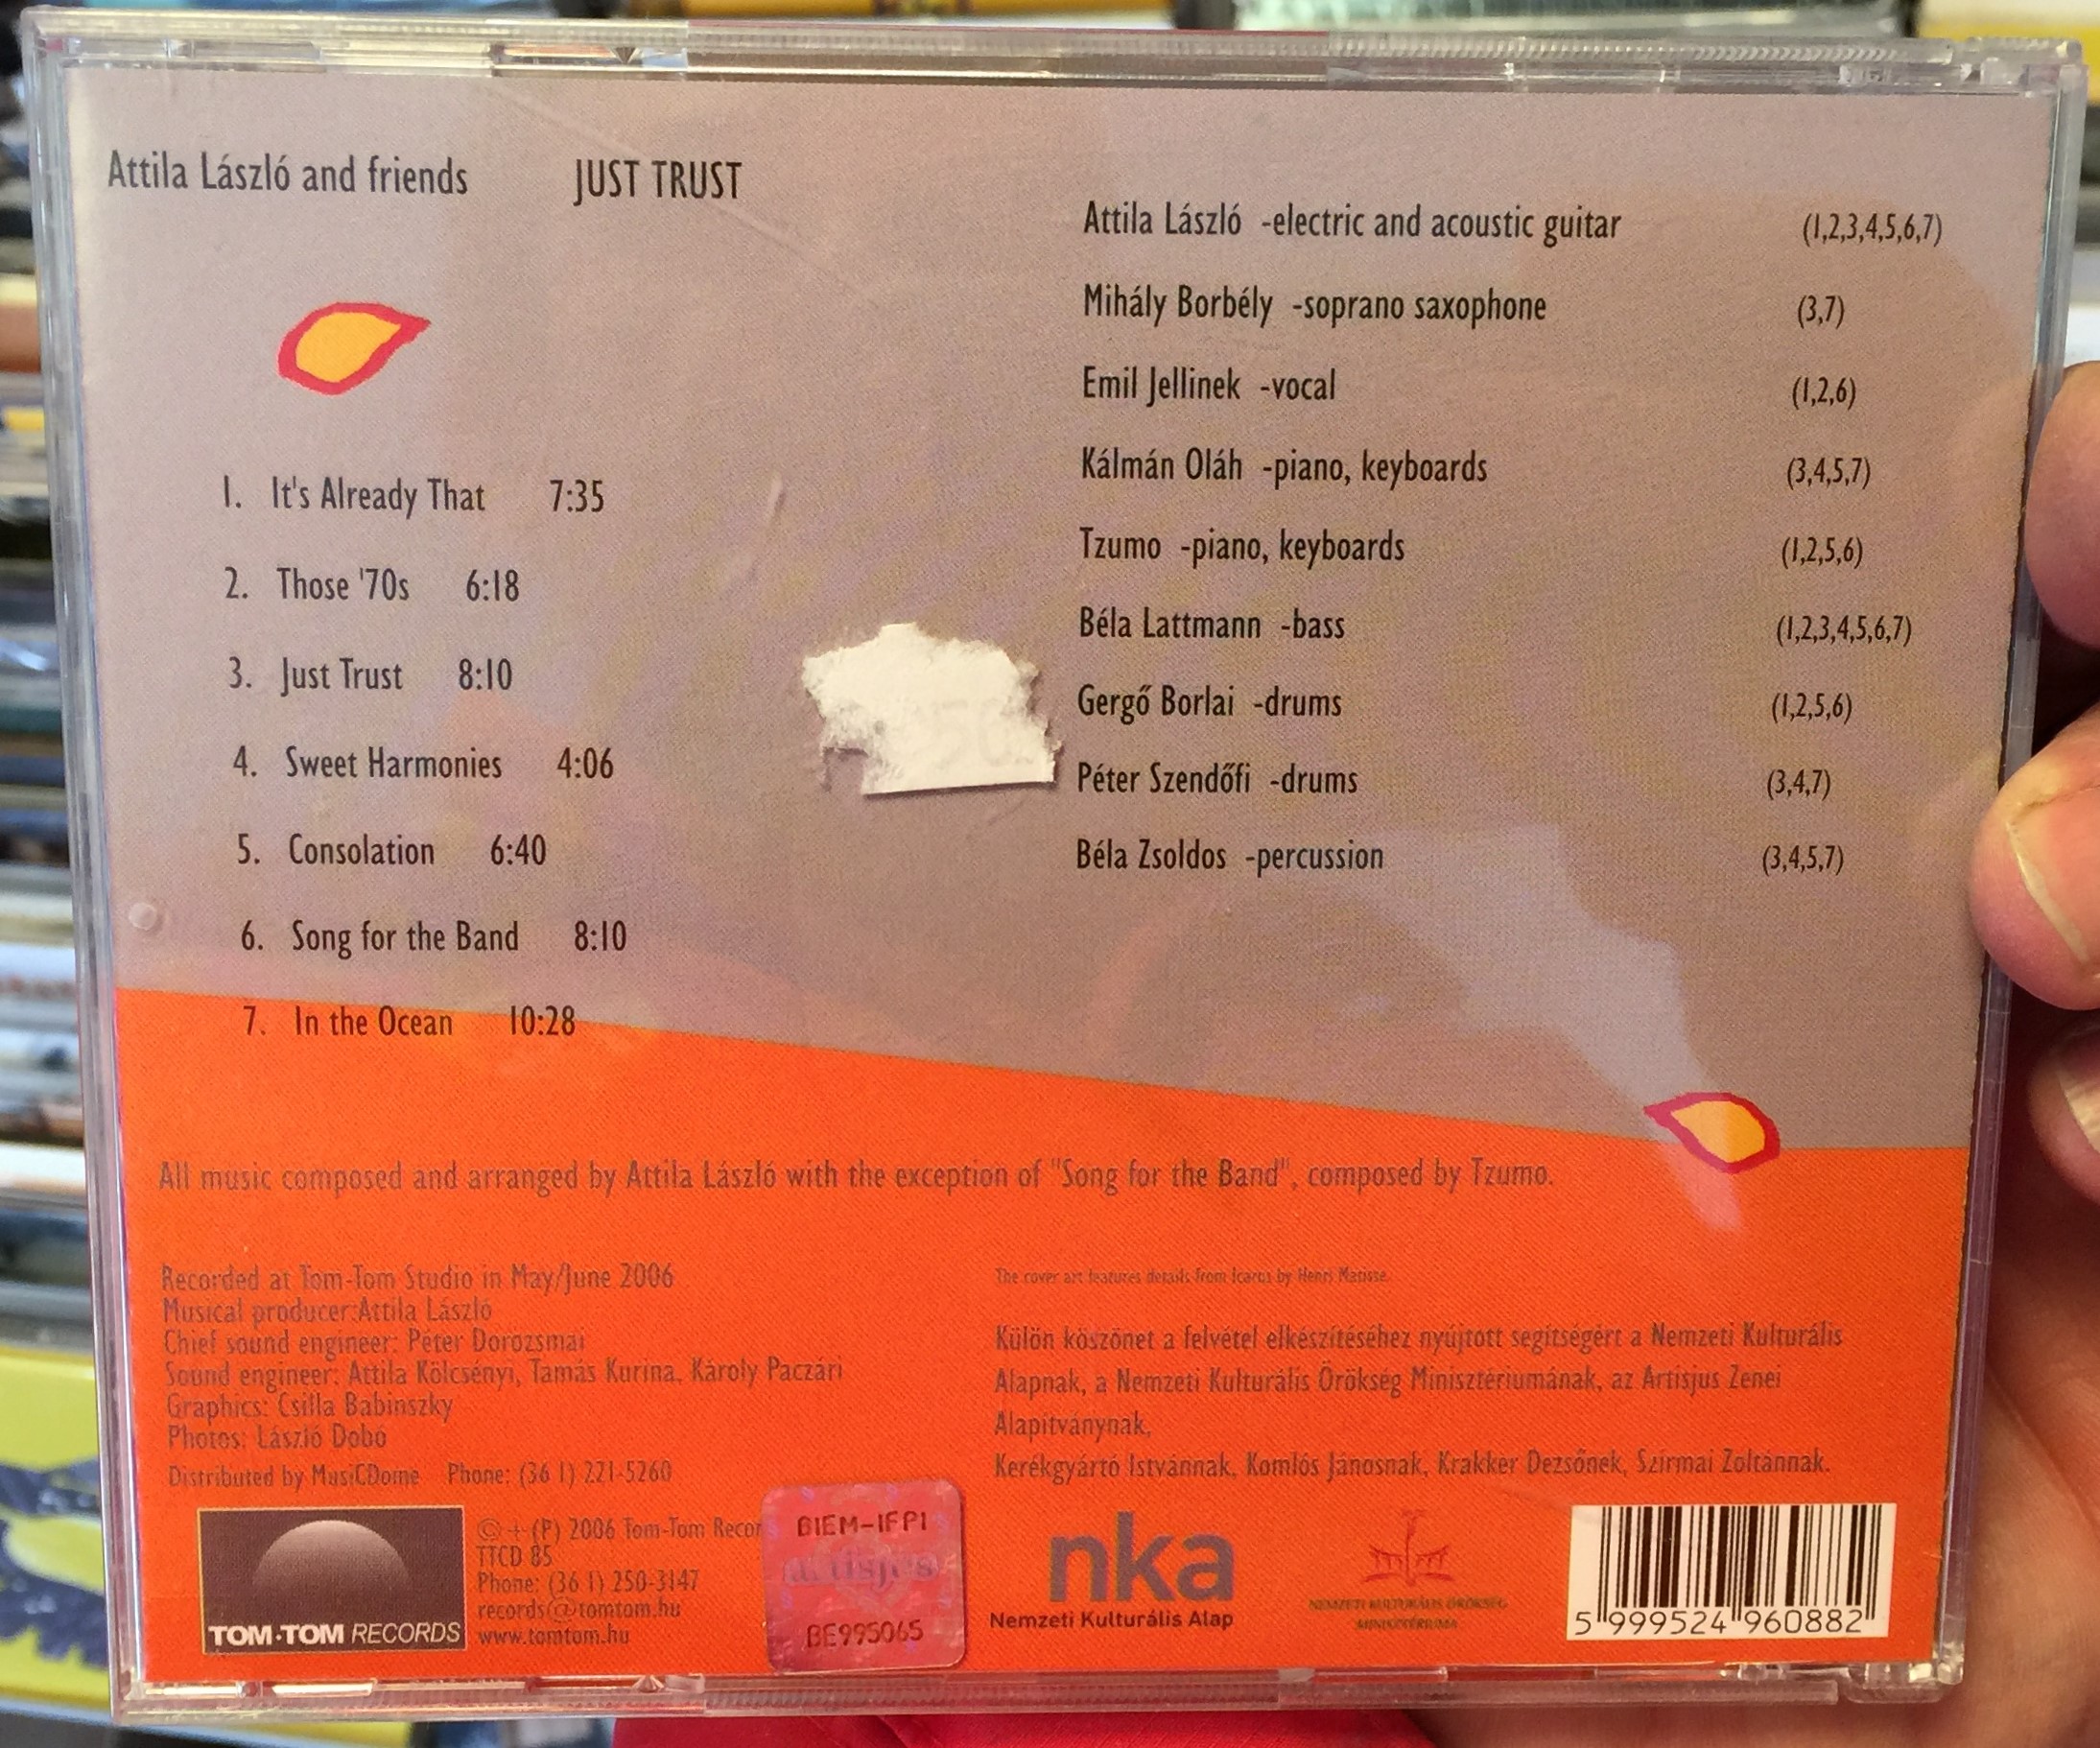 Attila László and friends JUST TRUST
1. It's Already That 7:35
2. Those '70s 6:18
3. Just Trust 8:10
4. Sweet Harmonies 4:06
5. Consolation 6:40
6. Song for the Band 8:10
7. In the Ocean 10:28
Attila László -electric and acoustic guitar (1,2,3,4,5,6,7)
Mihály Borbély -soprano saxophone (3,7)
Emil Jellinek -vocal (1,2,6)
Kálmán Oláh -piano, keyboards (3,4,5,7)
Tzumo -piano, keyboards (1,2,5,6)
Béla Lattmann -bass (1,2,3,4,5,6,7)
Gergő Borlai -drums (1,2,5,6)
Péter Szendőfi -drums (3,4,7)
Béla Zsoldos -percussion (3,4,5,7)
All music composed and arranged by Attila László with the exception of "Song for the Band", composed by Tzumo.
Recorded at Tom-Tom Studio in May/June 2006
Musical producer:Attila László
Chief sound engineer: Péter Dorozsmai
Sound engineer: Attila Kölcsényi, Tamás Kurina, Károly Paczári
Graphics: Csilla Babinszky
Photos: László Dobó
Distributed by MusiCDome Phone: (36 1) 221-5260
The cover art features details from Icarus by Henri Matisse.
Külön köszönet a felvétel elkészítéséhez nyújtott segítségért a Nemzeti Kulturális
Alapnak, a Nemzeti Kulturális Örökség Minisztériumának, az Artisjus Zenei
Alapítványnak,
Kerékgyártó Istvánnak, Komlós Jánosnak, Krakker Dezsőnek, Szirmai Zoltánnak.
TOM·TOM RECORDS
© + (P) 2006 Tom-Tom Recor
TTCD 85
Phone: (36 1) 250-3147
records@tomtom.hu
www.tomtom.hu
BIEM-IFPI
artisjus
BE995065
nka
Nemzeti Kulturális Alap
NEMZETI KULTURÁLIS ÖRÖKSÉG
MINISZTÉRIUMA
5 999524 960882